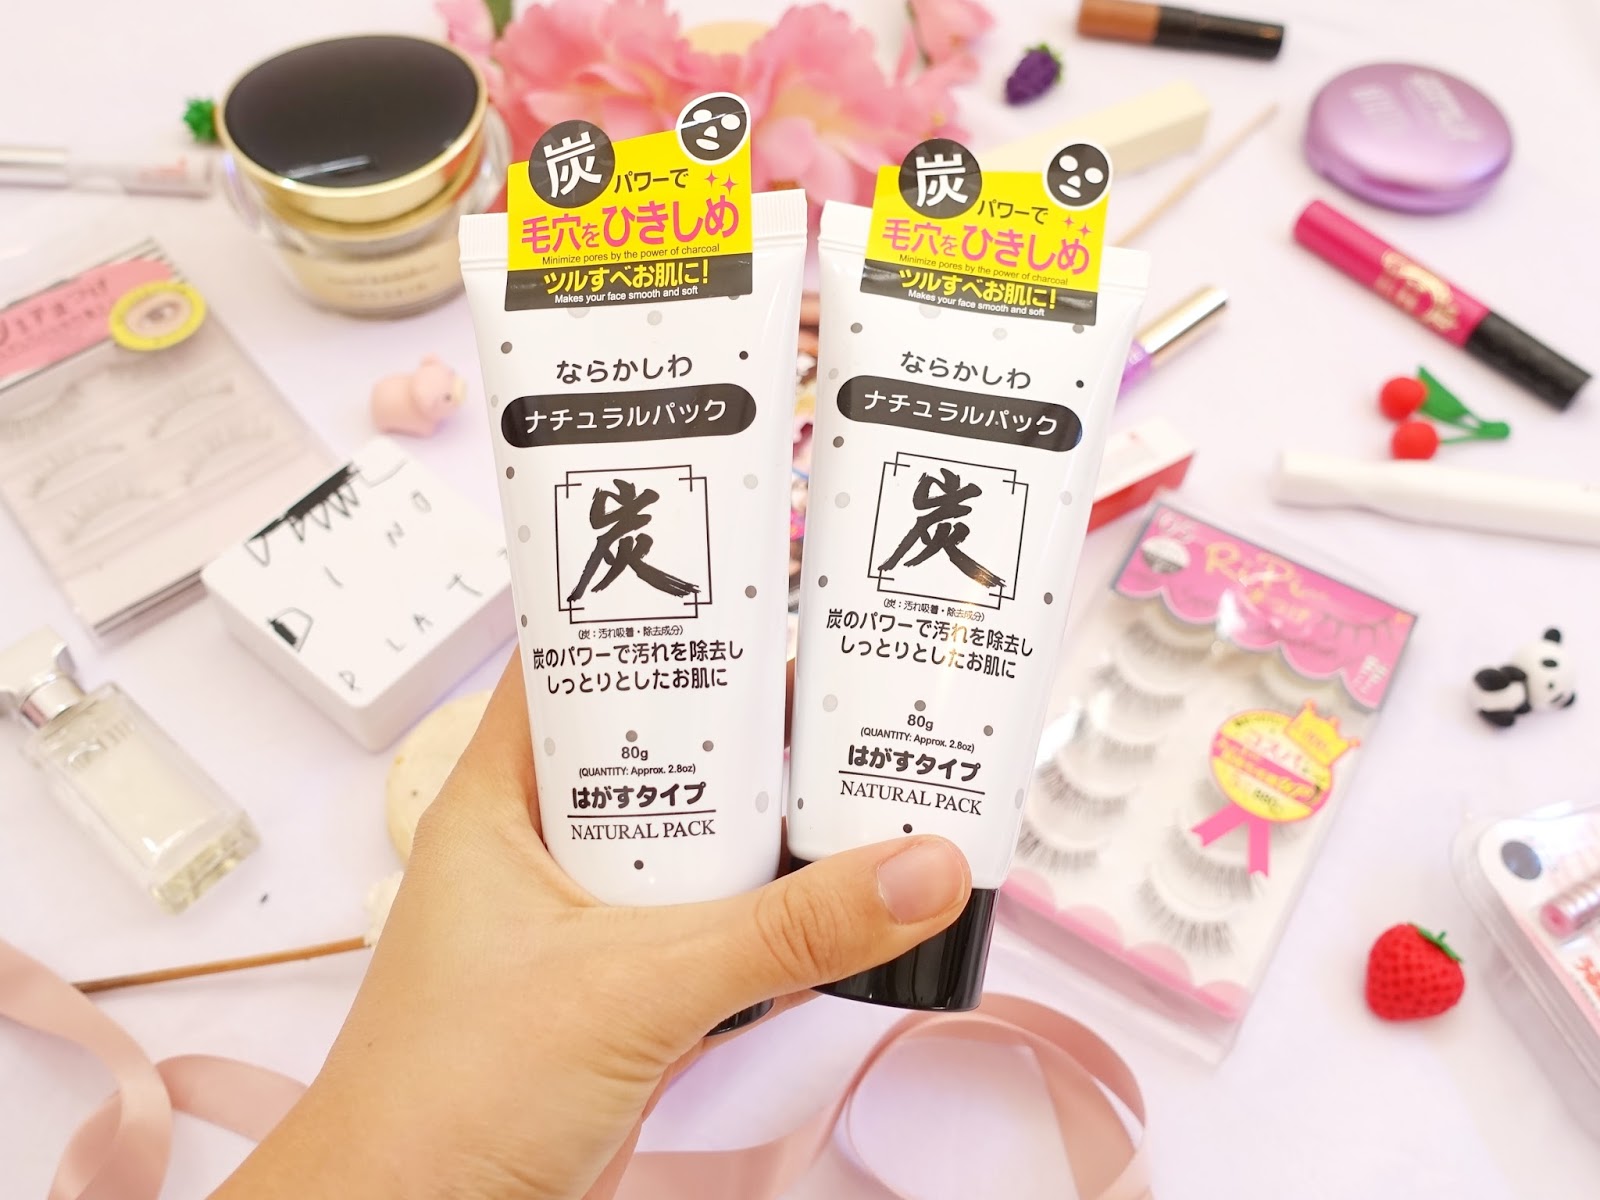 炭
パワーで
毛穴をひきしめ
Minimize pores by the power of charcoal
ツルすべお肌に!
Makes your face smooth and soft
ならかしわ
ナチュラルパック
炭
(炭:汚れ吸着・除去成分)
炭のパワーで汚れを除去し
しっとりとしたお肌に
80g
(QUANTITY: Approx. 2.8oz)
はがすタイプ
NATURAL PACK
炭
パワーで
毛穴をひきしめ
Minimize pores by the power of charcoal
ツルすべお肌に!
Makes your face smooth and soft
ならかしわ
ナチュラルパック
炭
(炭:汚れ吸着・除去成分)
炭のパワーで汚れを除去し
しっとりとしたお肌に
80g
(QUANTITY: Approx. 2.8oz)
はがすタイプ
NATURAL PACK
DINO
PLAT